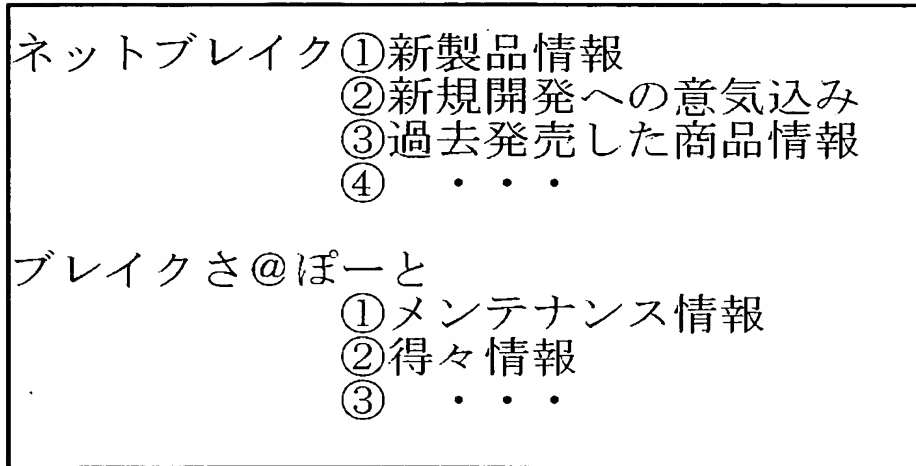 ネットブレイク①新製品情報
②新規開発への意気込み
③過去発売した商品情報
④　・・・
ブレイクさ@ぽーと
①メンテナンス情報
②得々情報
③　・・・